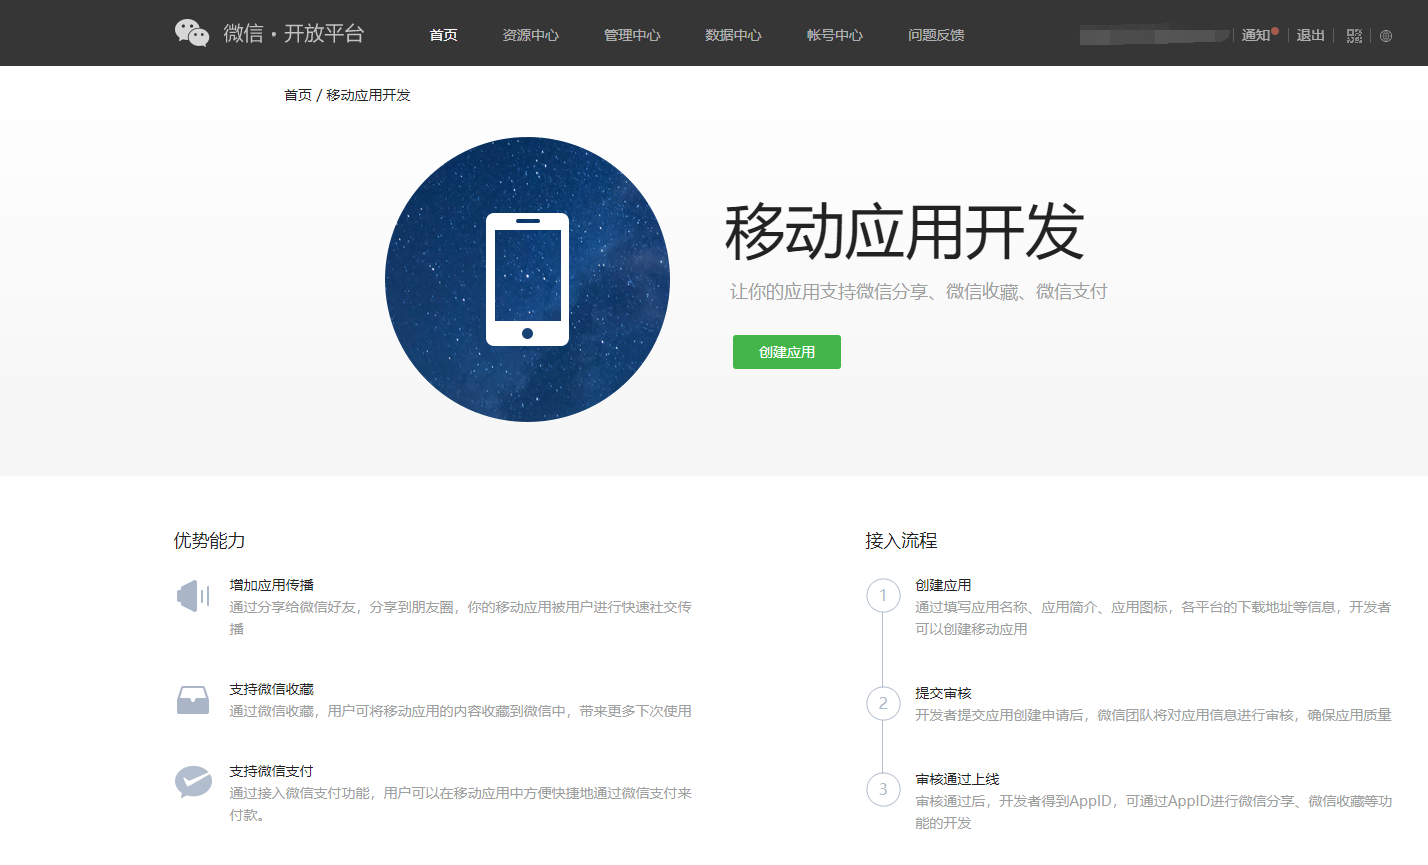 微信·开放平台 首页 资源中心 管理中心 数据中心 帐号中心 问题反馈 通知 退出
首页 / 移动应用开发
移动应用开发
让你的应用支持微信分享、微信收藏、微信支付
创建应用
优势能力
增加应用传播
通过分享给微信好友，分享到朋友圈，你的移动应用被用户进行快速社交传
播
支持微信收藏
通过微信收藏，用户可将移动应用的内容收藏到微信中，带来更多下次使用
支持微信支付
通过接入微信支付功能，用户可以在移动应用中方便快捷地通过微信支付来
付款。
接入流程
1 创建应用
通过填写应用名称、应用简介、应用图标，各平台的下载地址等信息，开发者
可以创建移动应用
2 提交审核
开发者提交应用创建申请后，微信团队将对应用信息进行审核，确保应用质量
3 审核通过上线
审核通过后，开发者得到AppID，可通过AppID进行微信分享、微信收藏等功
能的开发